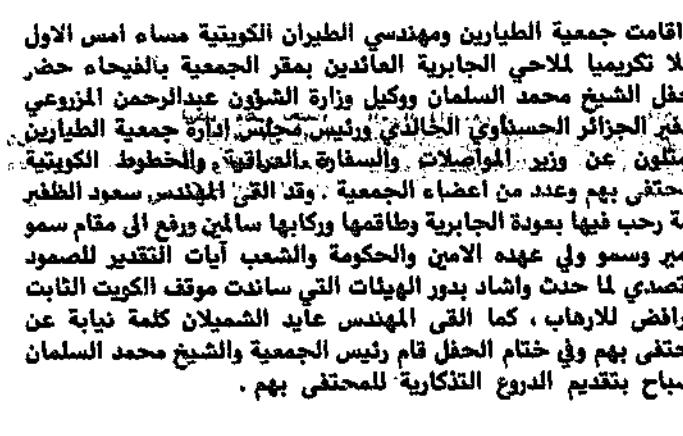 اقامت جمعية الطيارين ومهندسي الطيران الكويتية مساء امس الاول
لا تكريميا لملاحي الجابرية العائدين بمقر الجمعية بالفيحاء حضر
حفل الشيخ محمد السلمان ووكيل وزارة الشؤون عبدالرحمن المزروعي
فير الجزائر الحسناوي الخالدي ورئيس مجلس إدارة جمعية الطيارين
مثلون عن وزير المواصلات والسفارة العراقية والخطوط الكويتية
حتفى بهم وعدد من اعضاء الجمعية . وقد القى المهندس سعود الظفير
ـة رحب فيها بعودة الجابرية وطاقمها وركابها سالمين ورفع الى مقام سمو
مير وسمو ولي عهده الامين والحكومة والشعب آيات التقدير للصمود
تصدي لما حدث واشاد بدور الهيئات التي ساندت موقف الكويت الثابت
رافض للارهاب ، كما القى المهندس عايد الشميلان كلمة نيابة عن
حتفى بهم وفي ختام الحفل قام رئيس الجمعية والشيخ محمد السلمان
ـباح بتقديم الدروع التذكارية للمحتفى بهم .